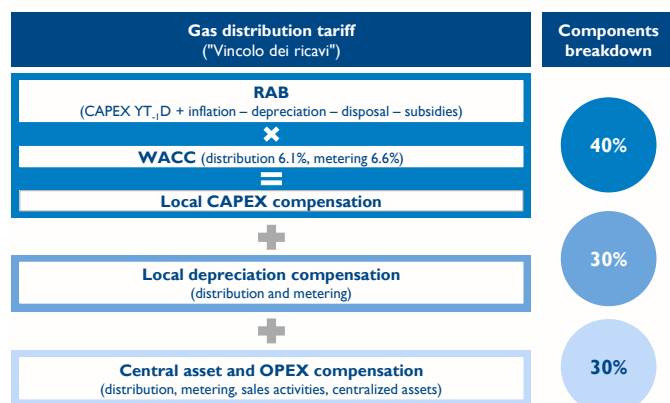 Gas distribution tariff
("Vincolo dei ricavi")
Components
breakdown
RAB
(CAPEX YT-1D + inflation – depreciation – disposal – subsidies)
×
WACC (distribution 6.1%, metering 6.6%)
=
Local CAPEX compensation
40%
+
Local depreciation compensation
(distribution and metering)
30%
+
Central asset and OPEX compensation
(distribution, metering, sales activities, centralized assets)
30%